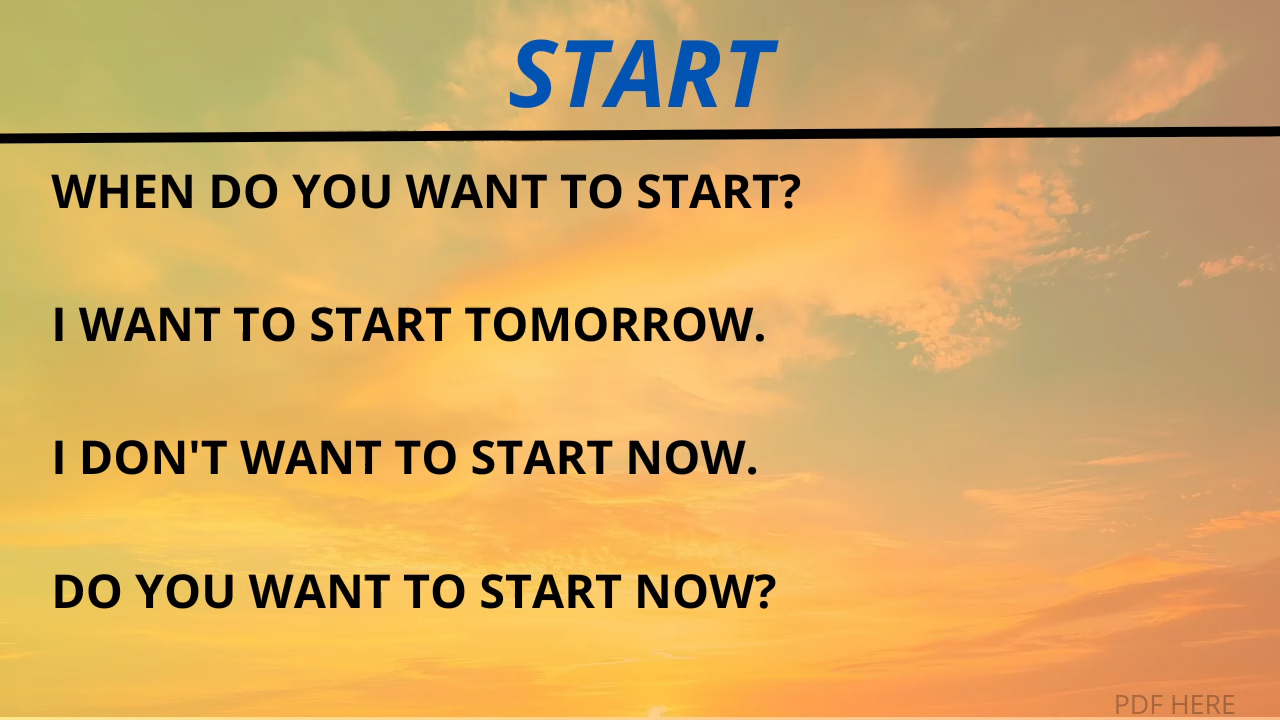 START
WHEN DO YOU WANT TO START?
I WANT TO START TOMORROW.
I DON'T WANT TO START NOW.
DO YOU WANT TO START NOW?
PDF HERE